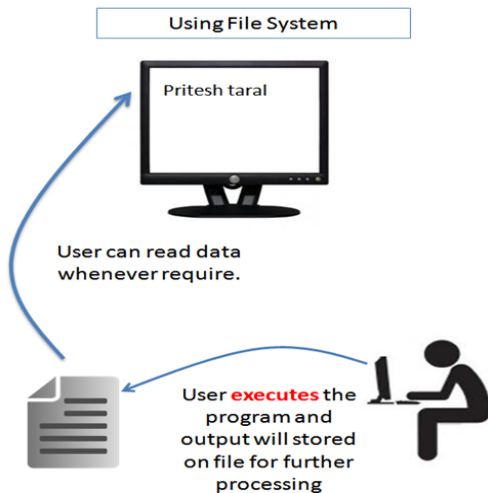 Using File System
Pritesh taral
User can read data
whenever require.
User executes the
program and
output will stored
on file for further
processing